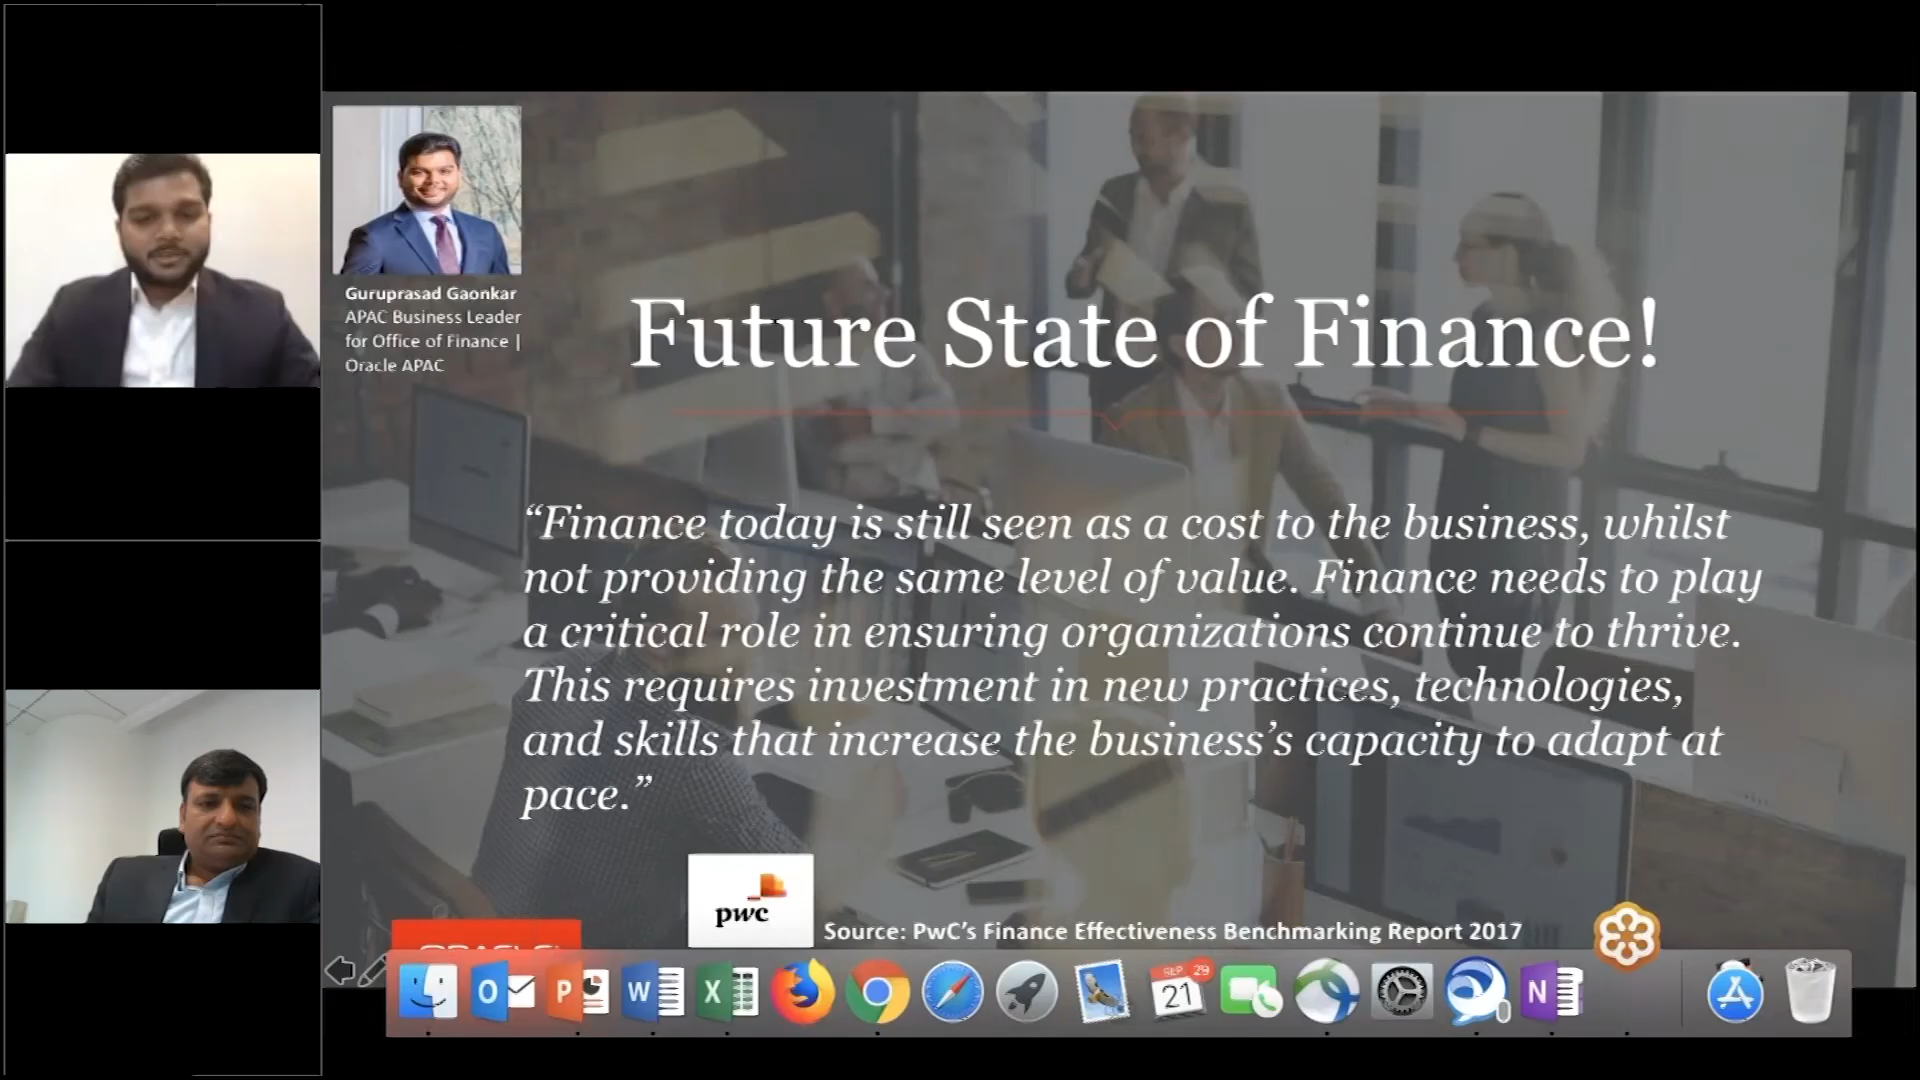 Guruprasad Gaonkar
APAC Business Leader
for Office of Finance |
Oracle APAC
Future State of Finance!
“Finance today is still seen as a cost to the business, whilst
not providing the same level of value. Finance needs to play
a critical role in ensuring organizations continue to thrive.
This requires investment in new practices, technologies,
and skills that increase the business’s capacity to adapt at
pace.”
pwc
Source: PwC’s Finance Effectiveness Benchmarking Report 2017
ORACLE
O
P
W
X
SEP 29
21
N